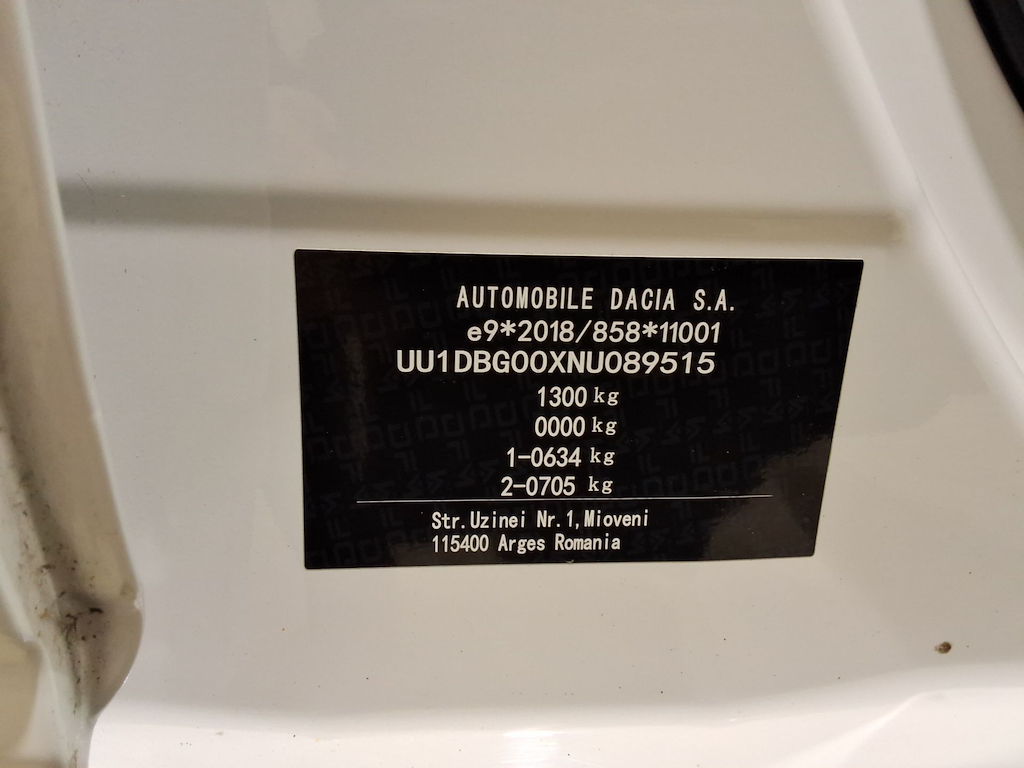 AUTOMOBILE DACIA S.A.
e9*2018/858*11001
UU1DBG00XNU089515
1300 kg
0000 kg
1-0634 kg
2-0705 kg
Str.Uzinei Nr.1,Mioveni
115400 Arges Romania